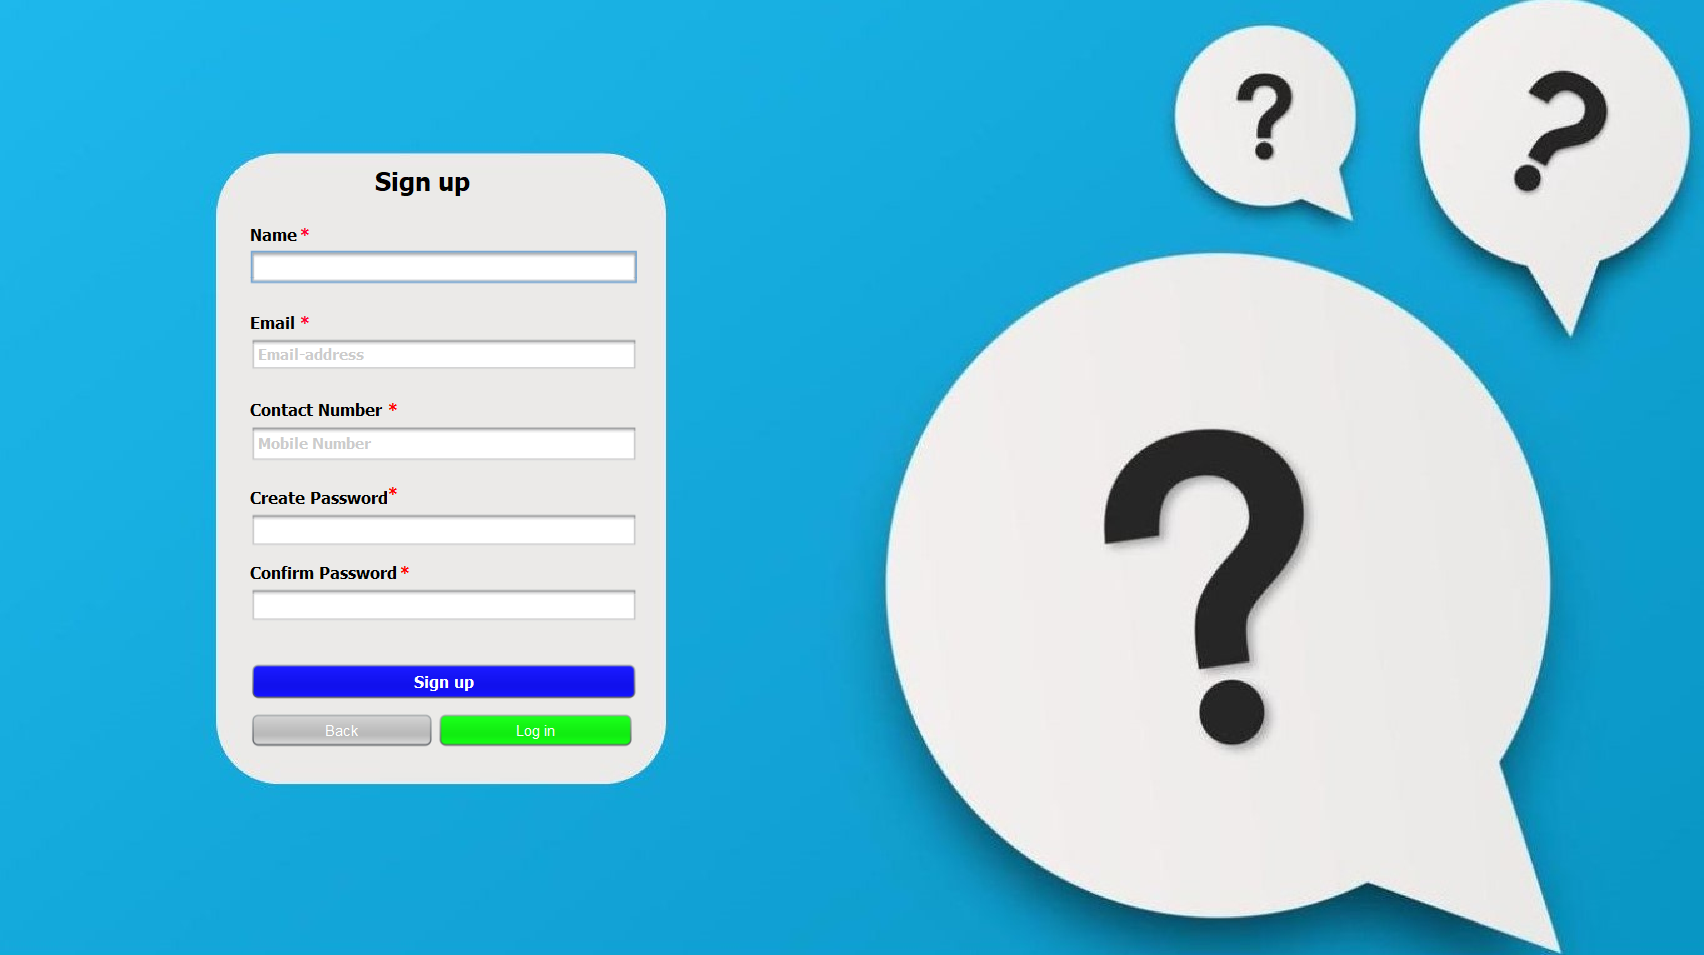 Sign up
Name *
Email *
Email-address
Contact Number *
Mobile Number
Create Password*
Confirm Password *
Sign up
Back Log in
?
?
?